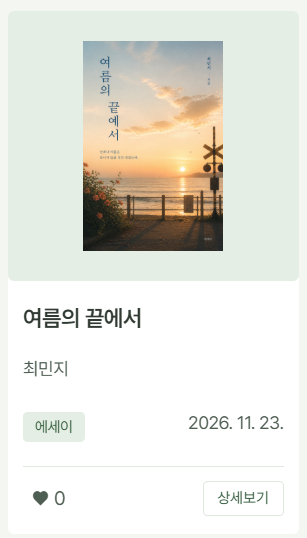 여름의
끝에서
여름의 끝에서
최민지
에세이
2026. 11. 23.
0
상세보기